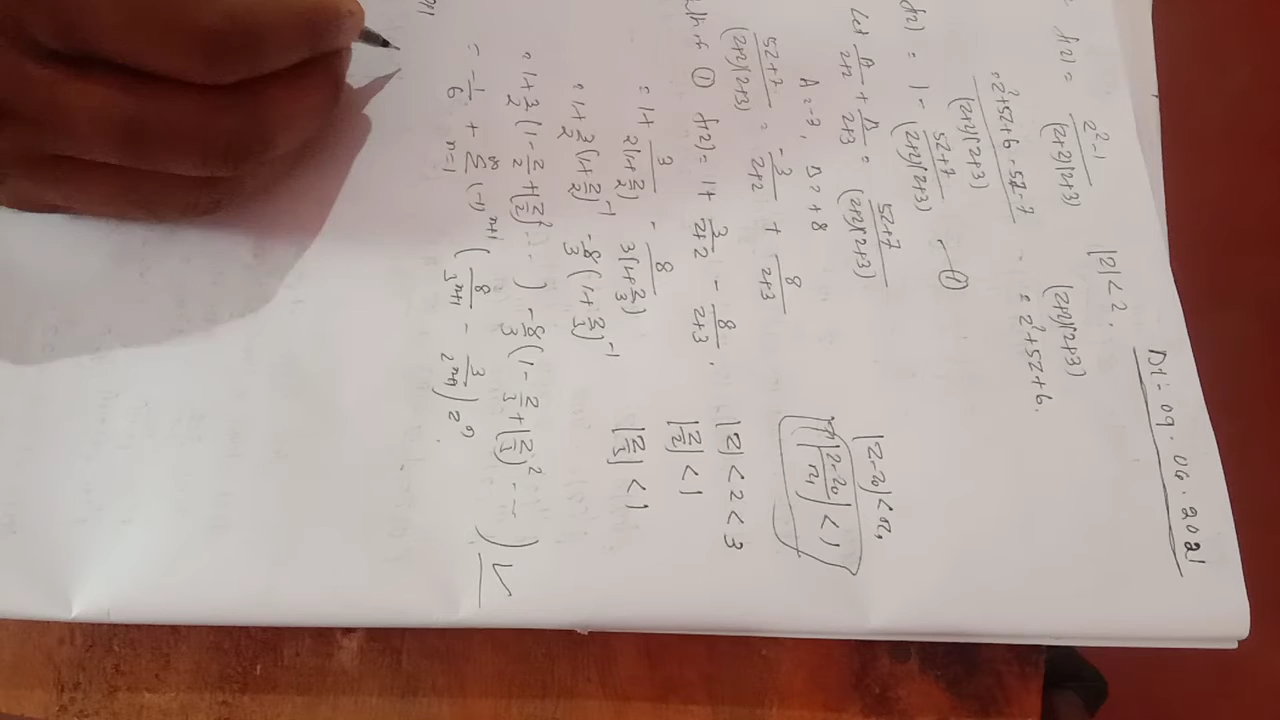 Dt:- 09.06.2021
= f(z) = z²-1 / (z+2)(z+3)   |z| < 2.
= z²+5z+6-5z-7 / (z+2)(z+3)   (z+2)(z+3) = z²+5z+6.
f(z) = 1 - 5z+7 / (z+2)(z+3) — ①
Let A/z+2 + B/z+3 = 5z+7 / (z+2)(z+3)   |z-z₀| < r₁
A = -3, B = +8   |z-z₀ / r₁| < 1
5z+7 / (z+2)(z+3) = -3/z+2 + 8/z+3
① f(z) = 1 + 3/z+2 - 8/z+3.   |z| < 2 < 3
= 1 + 3 / 2(1+z/2) - 8 / 3(1+z/3)   |z/2| < 1
= 1 + 3/2 (1+z/2)⁻¹ - 8/3 (1+z/3)⁻¹   |z/3| < 1
= 1 + 3/2 (1 - z/2 + (z/2)² ... ) - 8/3 (1 - z/3 + (z/3)² ... )
= -1/6 + ∞ Σ n=1 (-1)ⁿ⁺¹ ( 8/3ⁿ⁺¹ - 3/2ⁿ⁺¹ ) zⁿ.